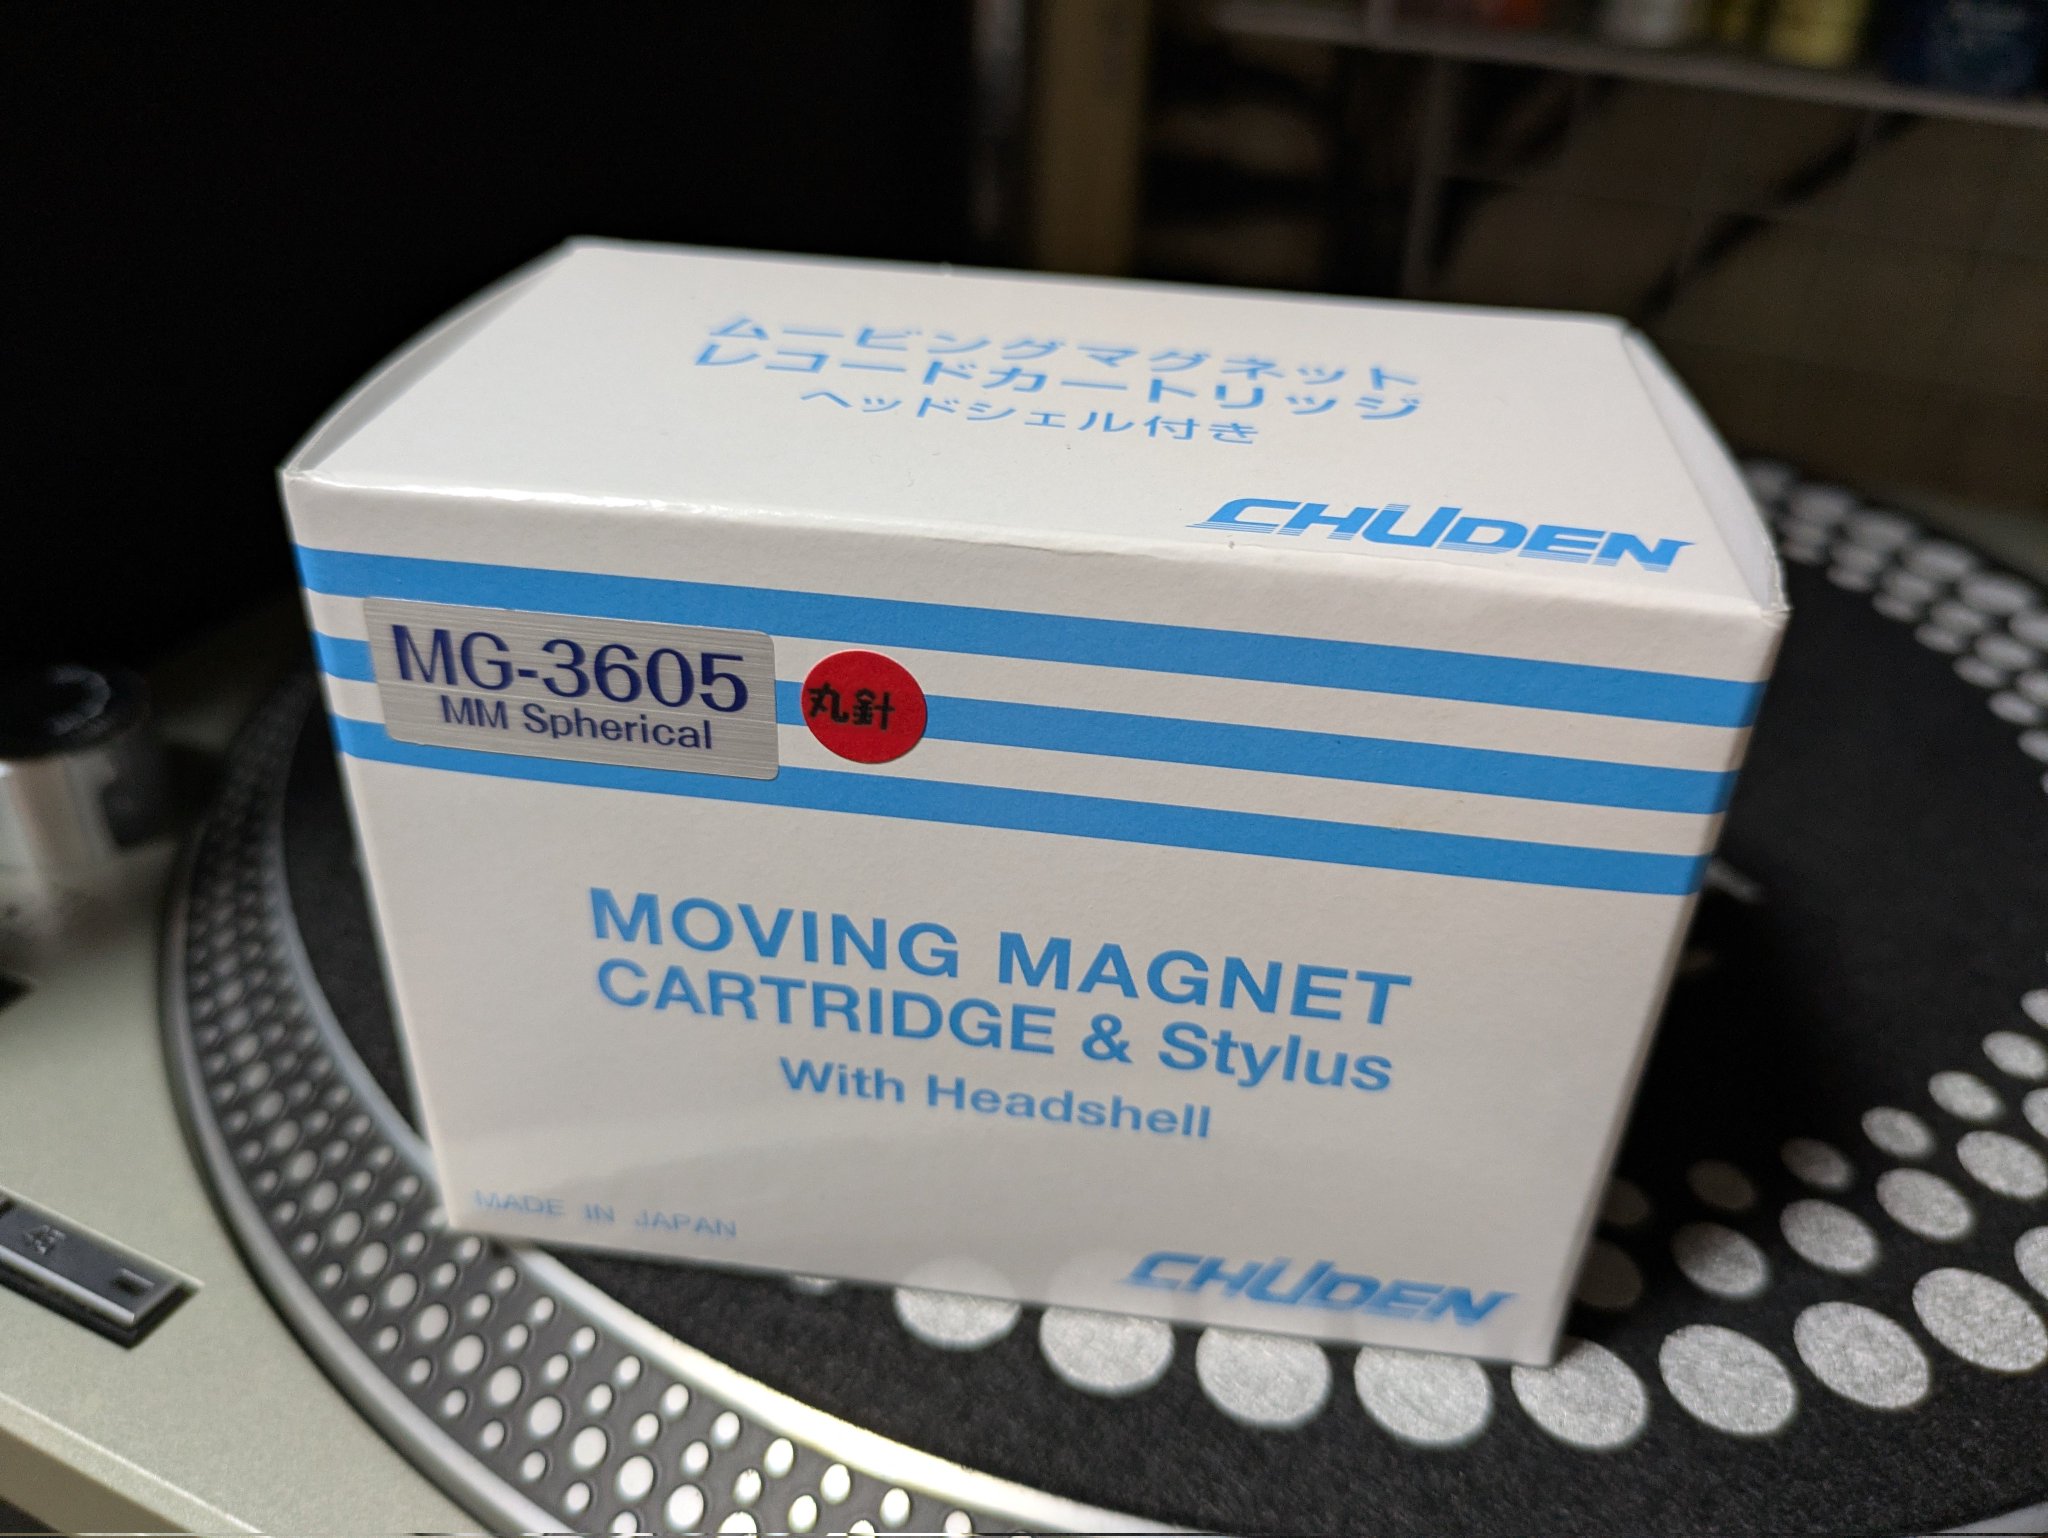 ムービングマグネット
レコードカートリッジ
ヘッドシェル付き
CHUDEN
MG-3605
MM Spherical
丸針
MOVING MAGNET
CARTRIDGE & Stylus
With Headshell
MADE IN JAPAN
CHUDEN